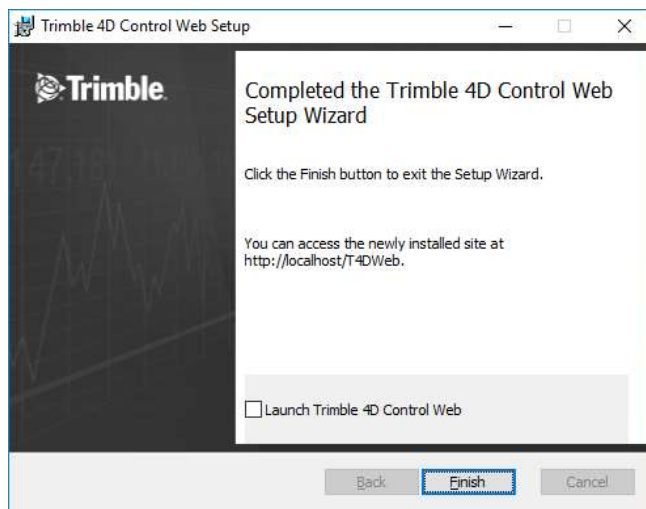 Trimble 4D Control Web Setup
Trimble.
Completed the Trimble 4D Control Web
Setup Wizard
Click the Finish button to exit the Setup Wizard.
You can access the newly installed site at
http://localhost/T4DWeb.
Launch Trimble 4D Control Web
Back
Finish
Cancel